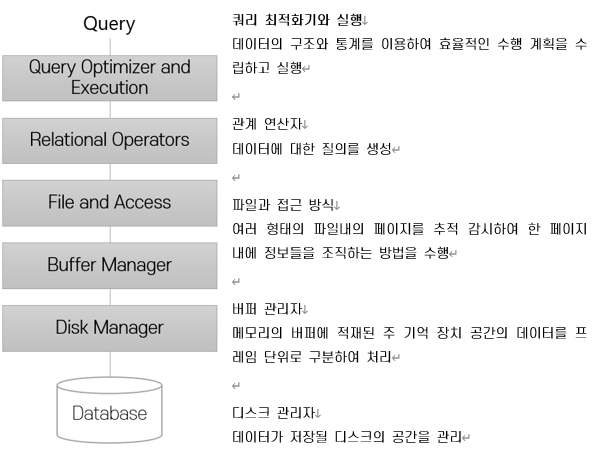 Query
Query Optimizer and
Execution
Relational Operators
File and Access
Buffer Manager
Disk Manager
Database
쿼리 최적화기와 실행↓
데이터의 구조와 통계를 이용하여 효율적인 수행 계획을 수
립하고 실행↵
↵
관계 연산자↓
데이터에 대한 질의를 생성↵
↵
파일과 접근 방식↓
여러 형태의 파일내의 페이지를 추적 감시하여 한 페이지
내에 정보들을 조직하는 방법을 수행↵
↵
버퍼 관리자↓
메모리의 버퍼에 적재된 주 기억 장치 공간의 데이터를 프
레임 단위로 구분하여 처리↵
↵
디스크 관리자↓
데이터가 저장될 디스크의 공간을 관리↵